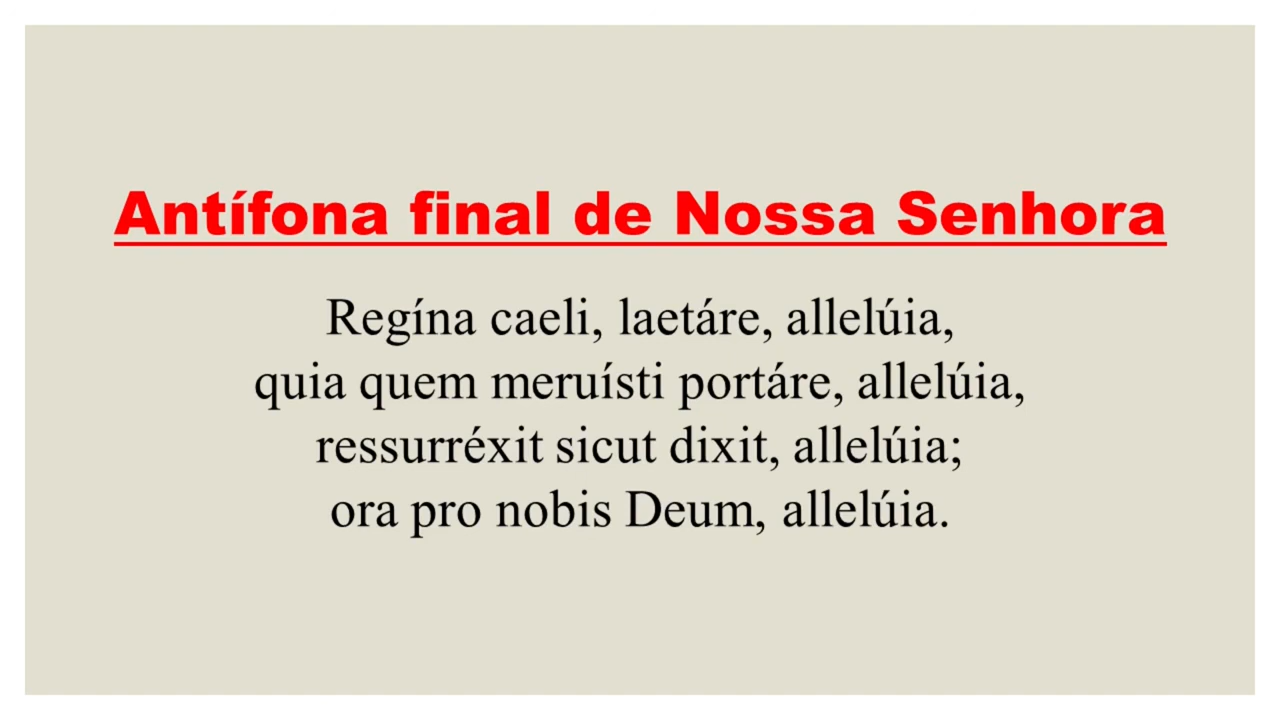 Antífona final de Nossa Senhora
Regína caeli, laetáre, allelúia,
quia quem meruísti portáre, allelúia,
ressurréxit sicut dixit, allelúia;
ora pro nobis Deum, allelúia.